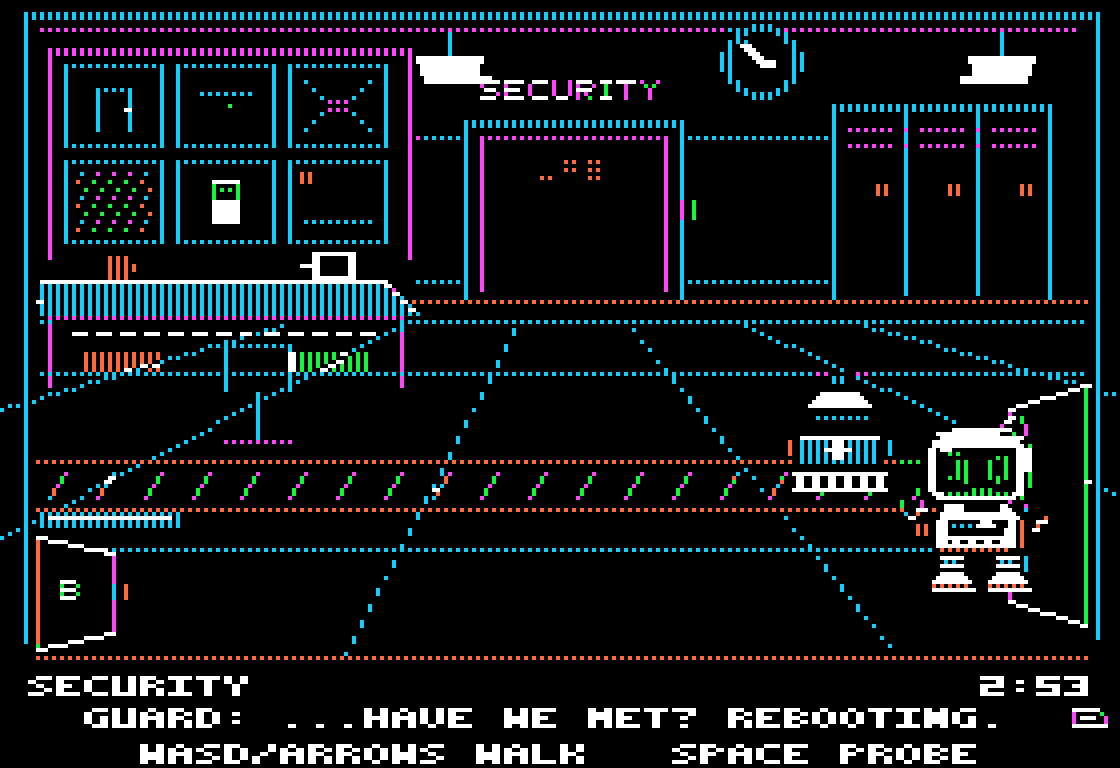 SECURITY
B
SECURITY 2:53
GUARD: ...HAVE WE MET? REBOOTING.
WASD/ARROWS WALK SPACE PROBE